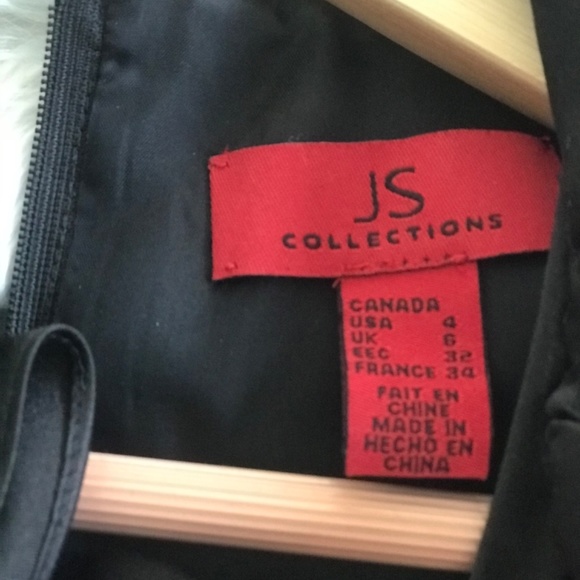 JS
COLLECTIONS
CANADA
USA 4
UK 6
EEC 32
FRANCE 34
FAIT EN
CHINE
MADE IN
HECHO EN
CHINA